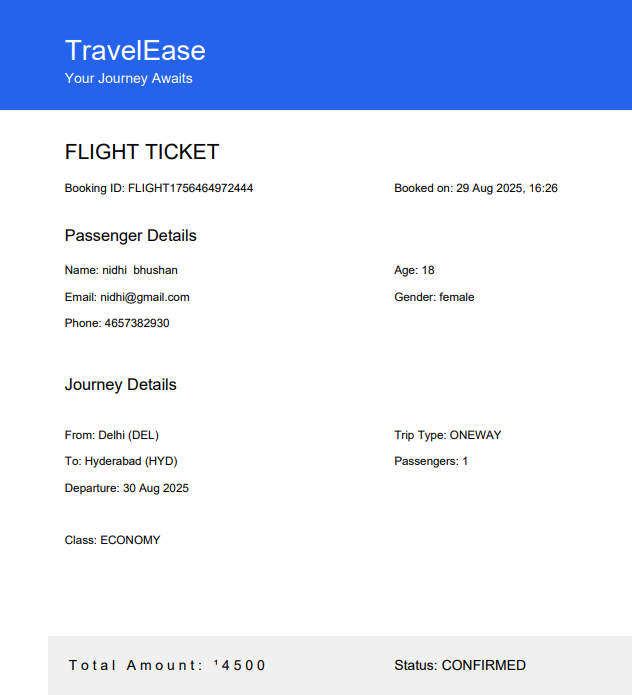 TravelEase
Your Journey Awaits
FLIGHT TICKET
Booking ID: FLIGHT1756464972444
Booked on: 29 Aug 2025, 16:26
Passenger Details
Name: nidhi  bhushan
Age: 18
Email: nidhi@gmail.com
Gender: female
Phone: 4657382930
Journey Details
From: Delhi (DEL)
Trip Type: ONEWAY
To: Hyderabad (HYD)
Passengers: 1
Departure: 30 Aug 2025
Class: ECONOMY
Total Amount: ¹4500
Status: CONFIRMED